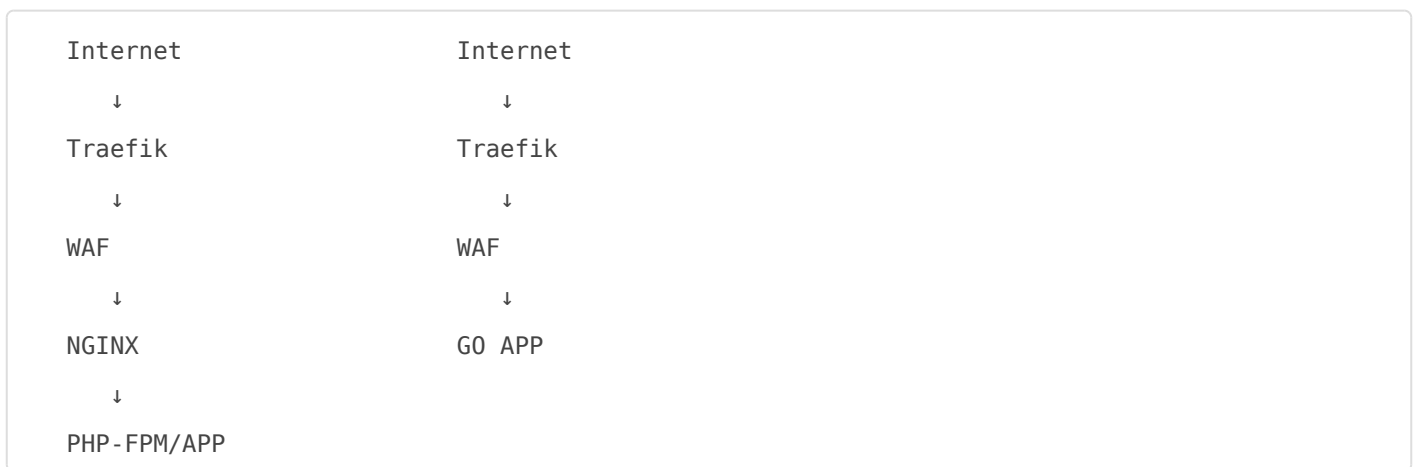 Internet Internet
↓ ↓
Traefik Traefik
↓ ↓
WAF WAF
↓ ↓
NGINX GO APP
↓
PHP-FPM/APP